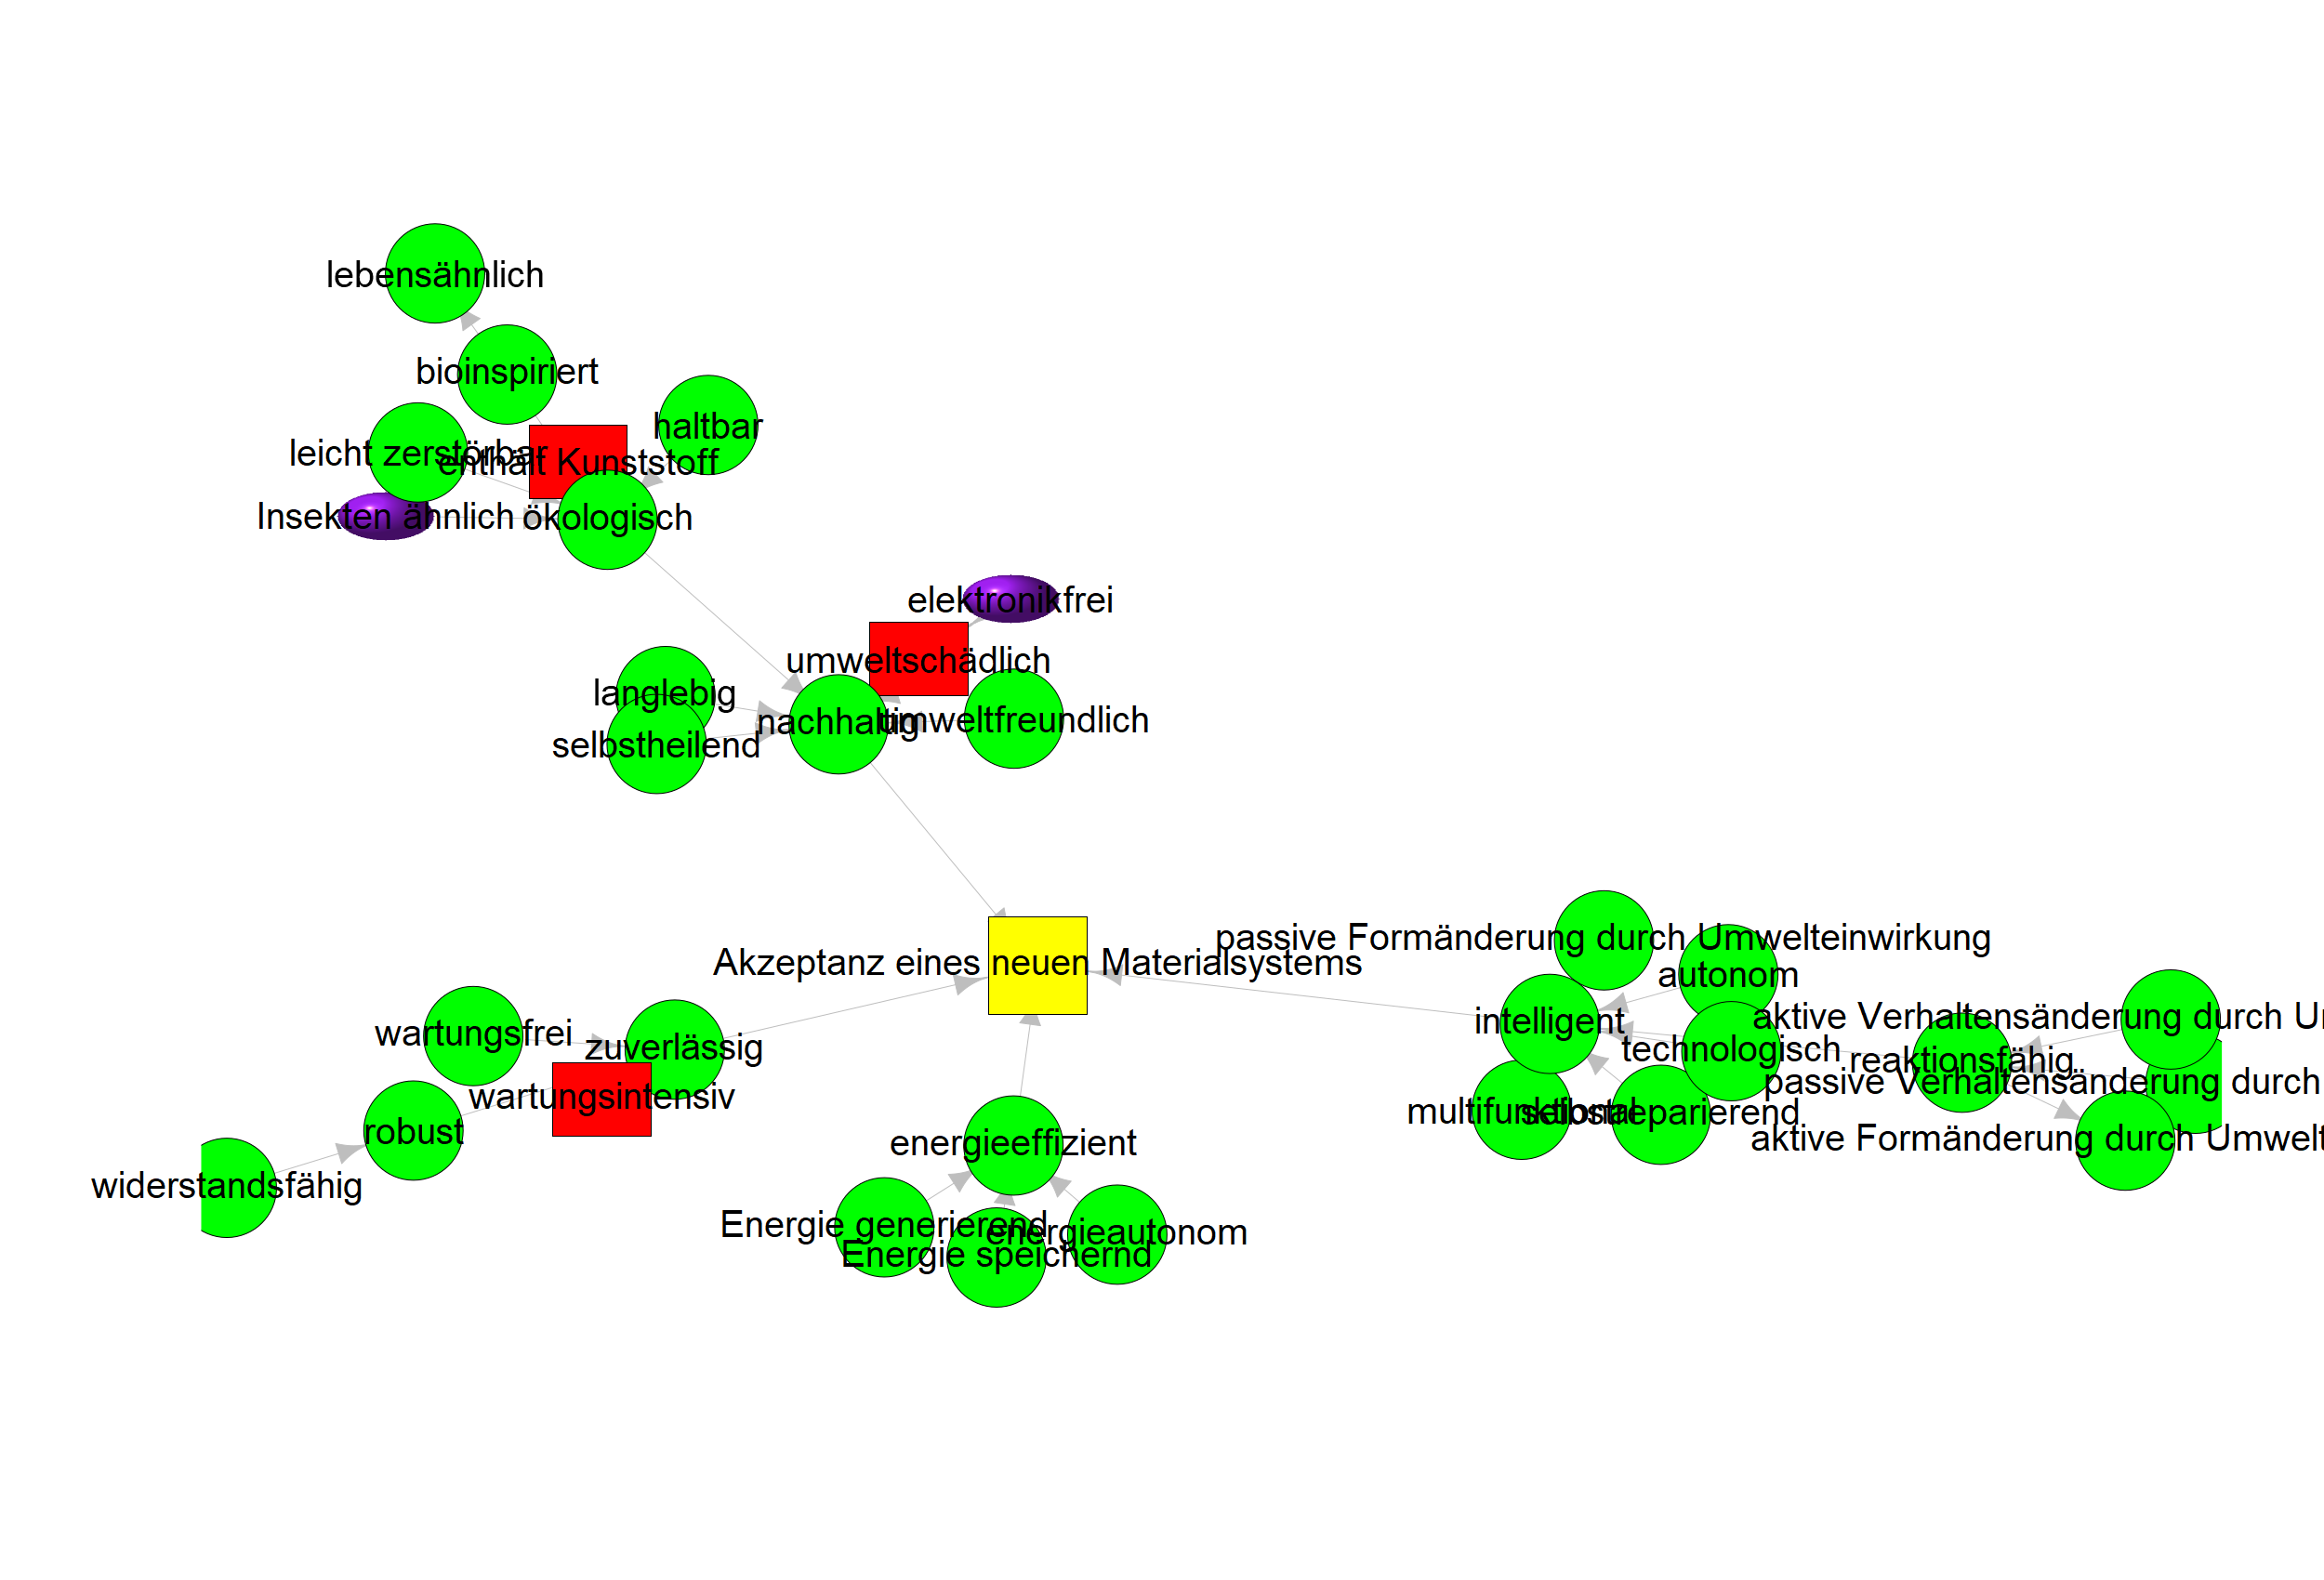 lebensähnlich
bioinspiriert
haltbar
leicht zerstörbar
enthält Kunststoff
Insekten ähnlich
ökologisch
elektronikfrei
umweltschädlich
langlebig
nachhaltig
umweltfreundlich
selbstheilend
passive Formänderung durch Umwelteinwirkung
Akzeptanz eines neuen Materialsystems
autonom
aktive Verhaltensänderung durch
intelligent
wartungsfrei
zuverlässig
technologisch
reaktionsfähig
passive Verhaltensänderung durch
wartungsintensiv
multifunktional
selbstreparierend
robust
aktive Formänderung durch Umwelt
energieeffizient
widerstandsfähig
Energie generierend
energieautonom
Energie speichernd